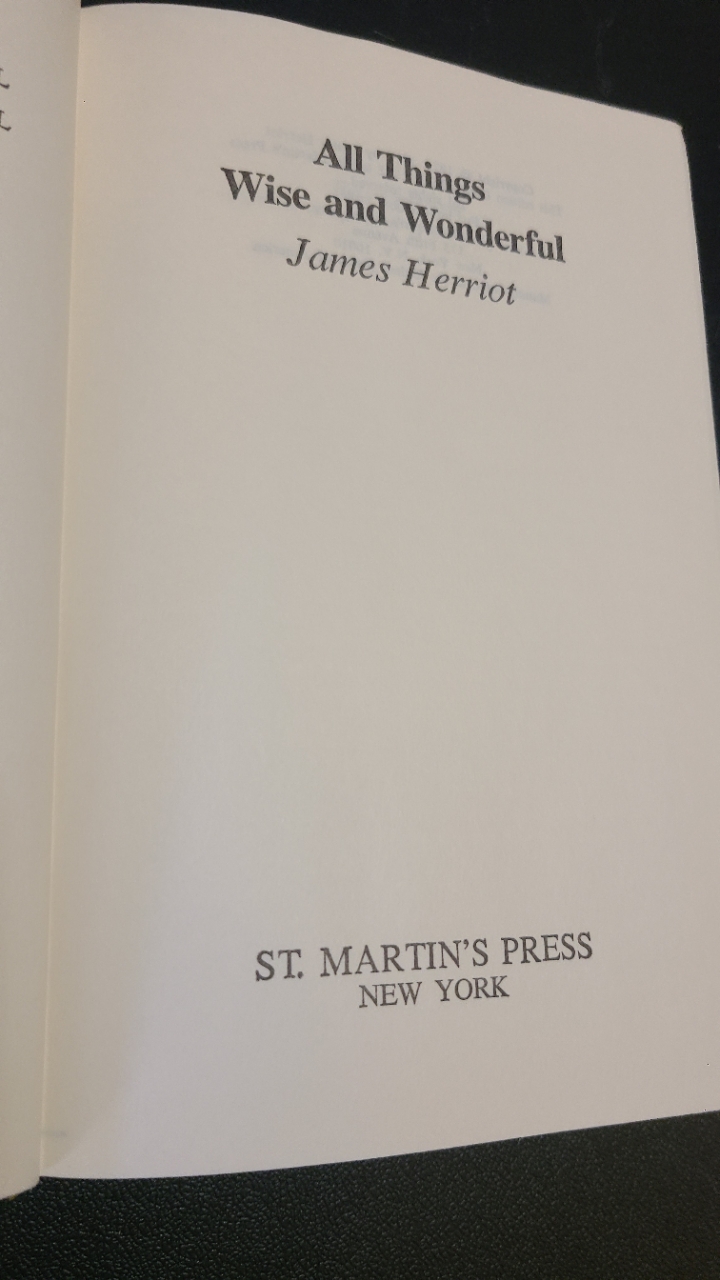 L
L
All Things
Wise and Wonderful
James Herriot
ST. MARTIN'S PRESS
NEW YORK